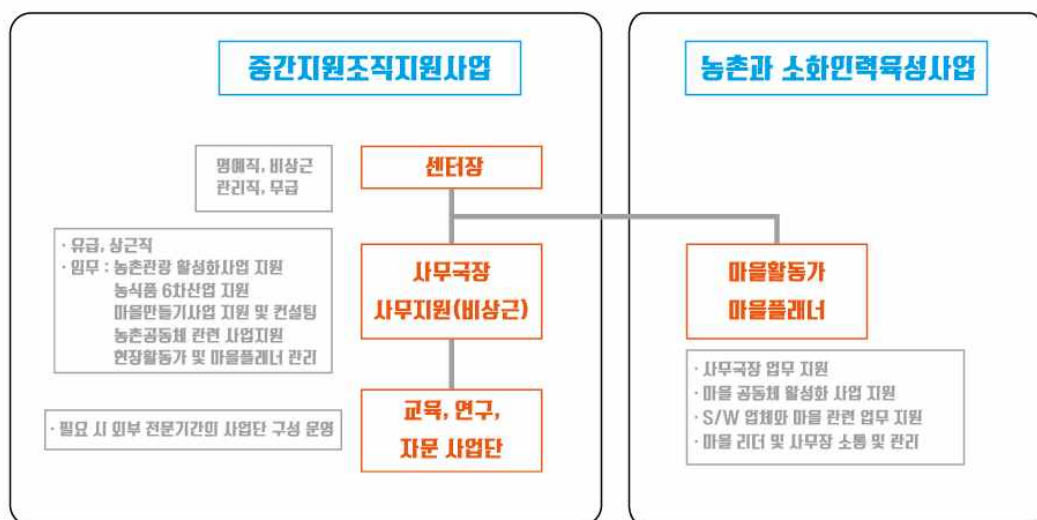 중간지원조직지원사업
명예직, 비상근
관리직, 무급
센터장
· 유급, 상근직
· 임무 : 농촌관광 활성화사업 지원
농식품 6차산업 지원
마을만들기사업 지원 및 컨설팅
농촌공동체 관련 사업지원
현장활동가 및 마을플래너 관리
사무국장
사무지원(비상근)
· 필요 시 외부 전문기간의 사업단 구성 운영
교육, 연구,
자문 사업단
농촌과 소화인력육성사업
마을활동가
마을플래너
· 사무국장 업무 지원
· 마을 공동체 활성화 사업 지원
· S/W 업체와 마을 관련 업무 지원
· 마을 리더 및 사무장 소통 및 관리